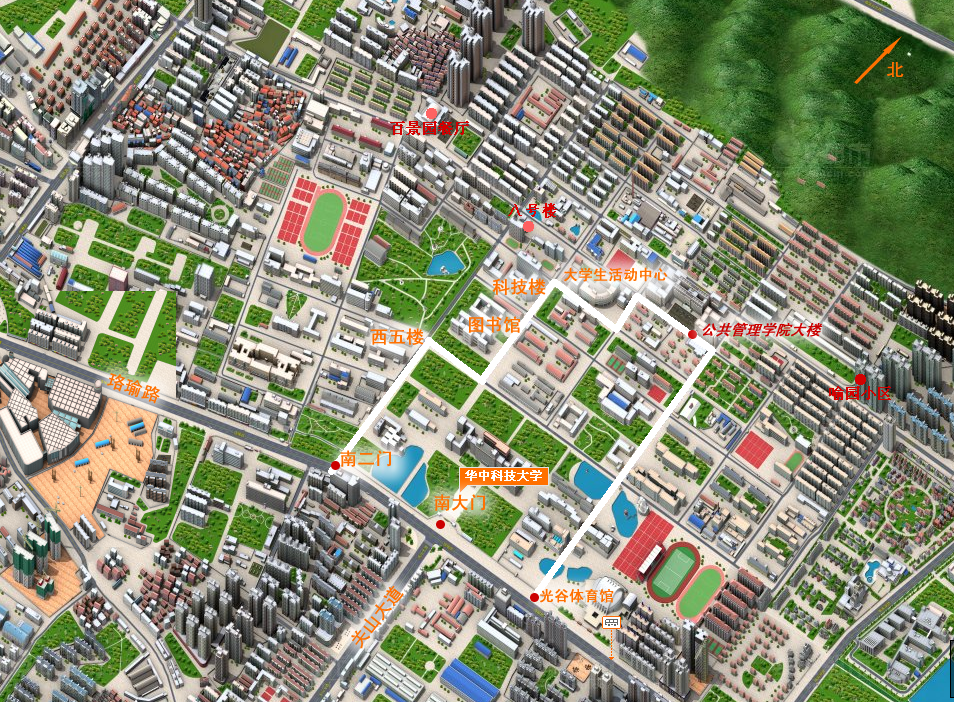 北
百景园餐厅
八号楼
大学生活动中心
科技楼
图书馆
西五楼
公共管理学院大楼
喻园小区
珞瑜路
南二门
华中科技大学
南大门
光谷体育馆
关山大道